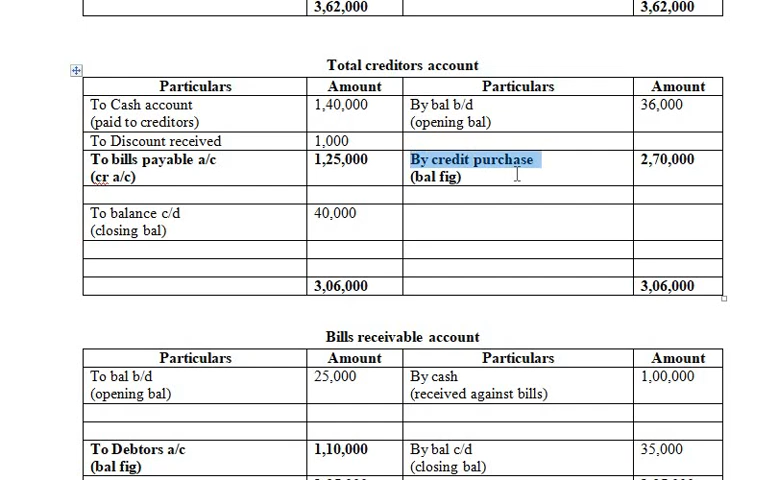 3,62,000 3,62,000
Total creditors account
Particulars Amount Particulars Amount
To Cash account 1,40,000 By bal b/d 36,000
(paid to creditors) (opening bal)
To Discount received 1,000
To bills payable a/c 1,25,000 By credit purchase 2,70,000
(cr a/c) (bal fig)
To balance c/d 40,000
(closing bal)
3,06,000 3,06,000
Bills receivable account
Particulars Amount Particulars Amount
To bal b/d 25,000 By cash 1,00,000
(opening bal) (received against bills)
To Debtors a/c 1,10,000 By bal c/d 35,000
(bal fig) (closing bal)